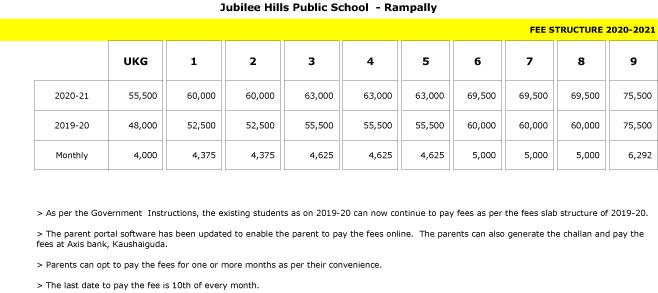 Jubilee Hills Public School - Rampally
FEE STRUCTURE 2020-2021
UKG 1 2 3 4 5 6 7 8 9
2020-21 55,500 60,000 60,000 63,000 63,000 63,000 69,500 69,500 69,500 75,500
2019-20 48,000 52,500 52,500 55,500 55,500 55,500 60,000 60,000 60,000 75,500
Monthly 4,000 4,375 4,375 4,625 4,625 4,625 5,000 5,000 5,000 6,292
> As per the Government Instructions, the existing students as on 2019-20 can now continue to pay fees as per the fees slab structure of 2019-20.
> The parent portal software has been updated to enable the parent to pay the fees online. The parents can also generate the challan and pay the
fees at Axis bank, Kaushaiguda.
> Parents can opt to pay the fees for one or more months as per their convenience.
> The last date to pay the fee is 10th of every month.